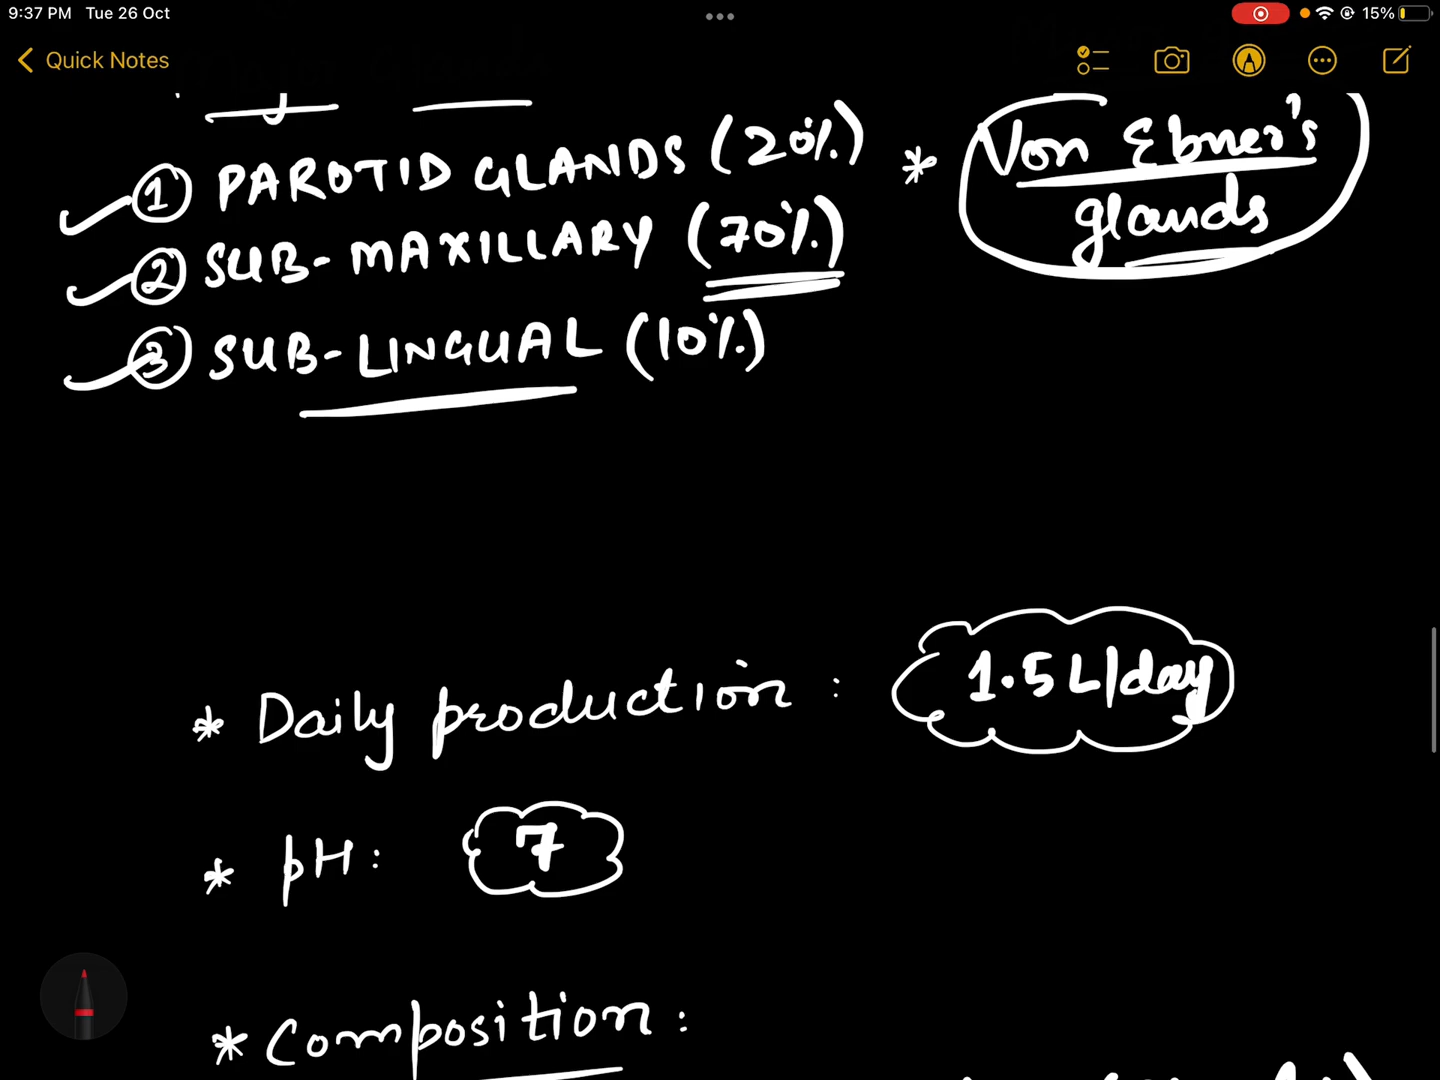 9:37 PM Tue 26 Oct
15%
Quick Notes
① PAROTID GLANDS (20%)
② SUB-MAXILLARY (70%)
③ SUB-LINGUAL (10%)
* Von Ebner's
glands
* Daily production : 1.5 L/day
* pH: 7
* Composition :